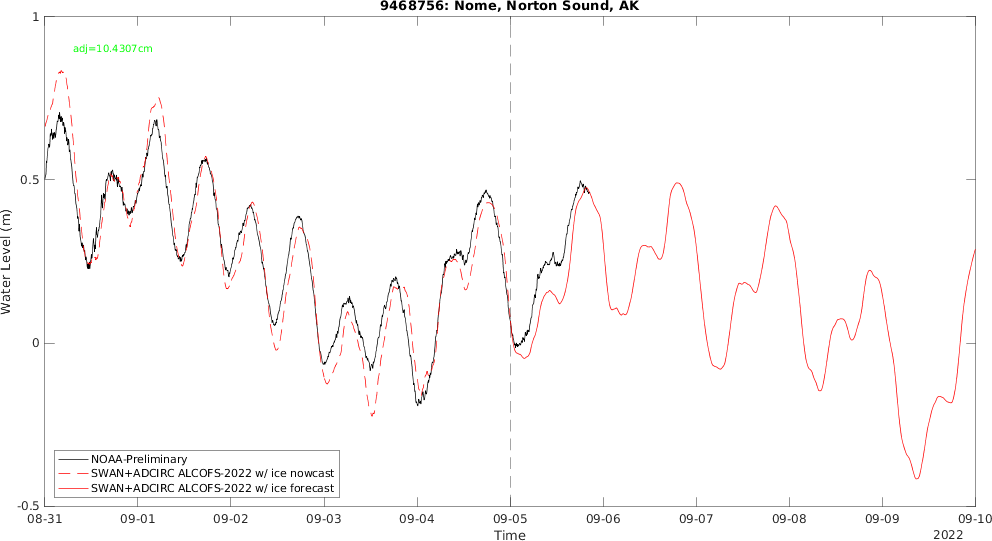 9468756: Nome, Norton Sound, AK
adj=10.4307cm
1
0.5
0
-0.5
Water Level (m)
NOAA-Preliminary
SWAN+ADCIRC ALCOFS-2022 w/ ice nowcast
SWAN+ADCIRC ALCOFS-2022 w/ ice forecast
08-31 09-01 09-02 09-03 09-04 09-05 09-06 09-07 09-08 09-09 09-10
Time
2022